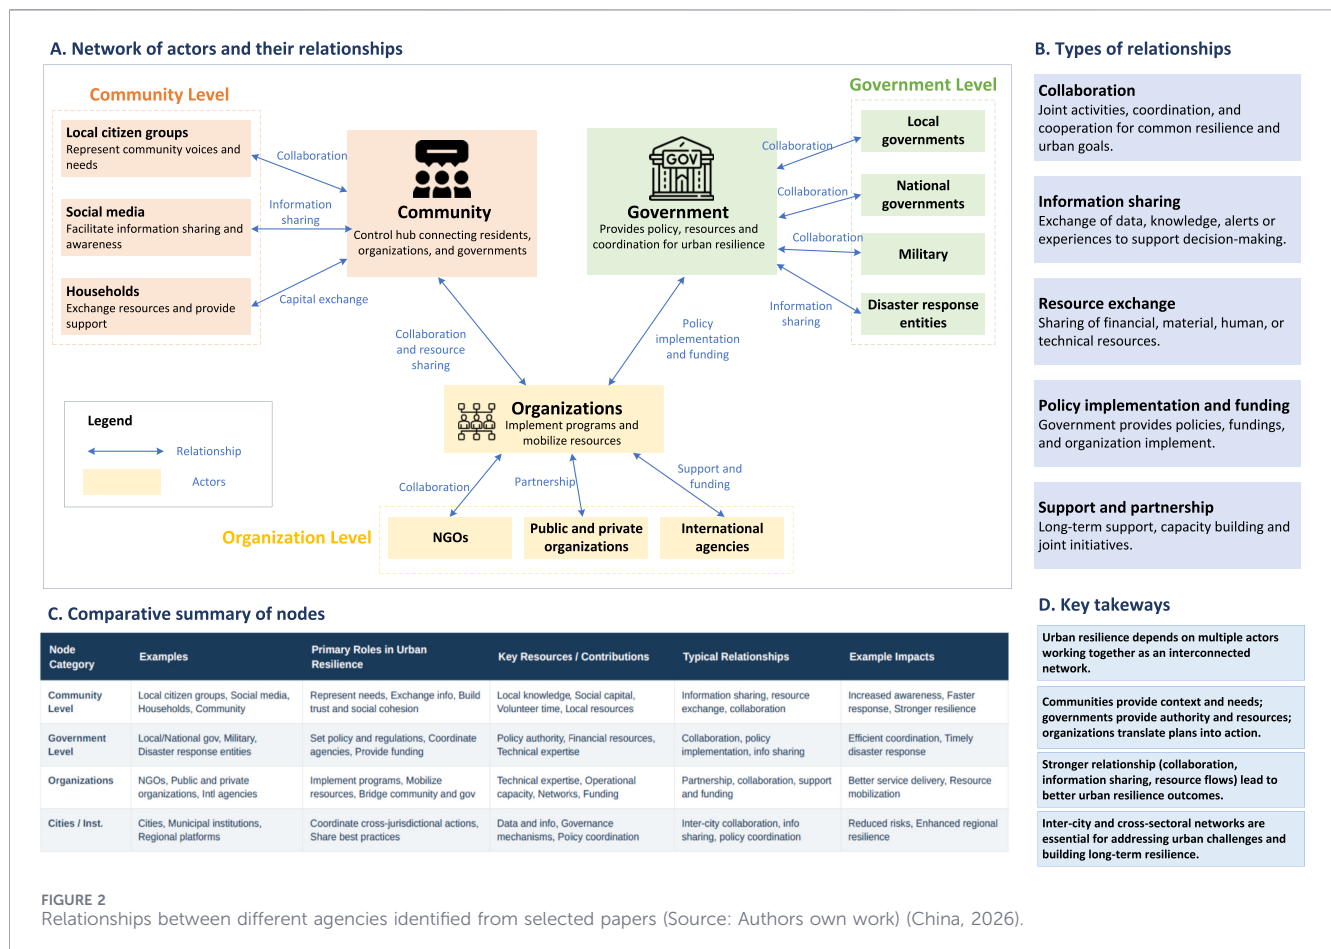 A. Network of actors and their relationships
Community Level
Local citizen groups
Represent community voices and
needs
Social media
Facilitate information sharing and
awareness
Households
Exchange resources and provide
support
Collaboration
Information
sharing
Capital exchange
Community
Control hub connecting residents,
organizations, and governments
GOV
Government
Provides policy, resources and
coordination for urban resilience
Government Level
Local
governments
National
governments
Military
Disaster response
entities
Collaboration
Collaboration
Collaboration
Information
sharing
Collaboration
and resource
sharing
Policy
implementation
and funding
Organizations
Implement programs and
mobilize resources
Collaboration
Partnership
Support and
funding
Organization Level
NGOs
Public and private
organizations
International
agencies
Legend
Relationship
Actors
B. Types of relationships
Collaboration
Joint activities, coordination, and
cooperation for common resilience and
urban goals.
Information sharing
Exchange of data, knowledge, alerts or
experiences to support decision-making.
Resource exchange
Sharing of financial, material, human, or
technical resources.
Policy implementation and funding
Government provides policies, fundings,
and organization implement.
Support and partnership
Long-term support, capacity building and
joint initiatives.
C. Comparative summary of nodes
Node
Category
Examples
Primary Roles in Urban
Resilience
Key Resources / Contributions
Typical Relationships
Example Impacts
Community
Level
Local citizen groups, Social media,
Households, Community
Represent needs, Exchange info, Build
trust and social cohesion
Local knowledge, Social capital,
Volunteer time, Local resources
Information sharing, resource
exchange, collaboration
Increased awareness, Faster
response, Stronger resilience
Government
Level
Local/National gov, Military,
Disaster response entities
Set policy and regulations, Coordinate
agencies, Provide funding
Policy authority, Financial resources,
Technical expertise
Collaboration, policy
implementation, info sharing
Efficient coordination, Timely
disaster response
Organizations
NGOs, Public and private
organizations, Intl agencies
Implement programs, Mobilize
resources, Bridge community and gov
Technical expertise, Operational
capacity, Networks, Funding
Partnership, collaboration, support
and funding
Better service delivery, Resource
mobilization
Cities / Inst.
Cities, Municipal institutions,
Regional platforms
Coordinate cross-jurisdictional actions,
Share best practices
Data and info, Governance
mechanisms, Policy coordination
Inter-city collaboration, info
sharing, policy coordination
Reduced risks, Enhanced regional
resilience
D. Key takeways
Urban resilience depends on multiple actors
working together as an interconnected
network.
Communities provide context and needs;
governments provide authority and resources;
organizations translate plans into action.
Stronger relationship (collaboration,
information sharing, resource flows) lead to
better urban resilience outcomes.
Inter-city and cross-sectoral networks are
essential for addressing urban challenges and
building long-term resilience.
FIGURE 2
Relationships between different agencies identified from selected papers (Source: Authors own work) (China, 2026).